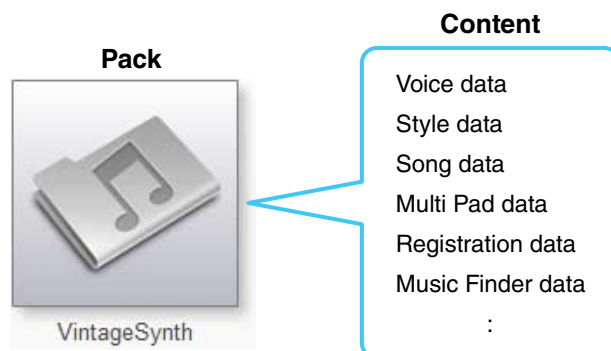 Pack
VintageSynth
Content
Voice data
Style data
Song data
Multi Pad data
Registration data
Music Finder data
: